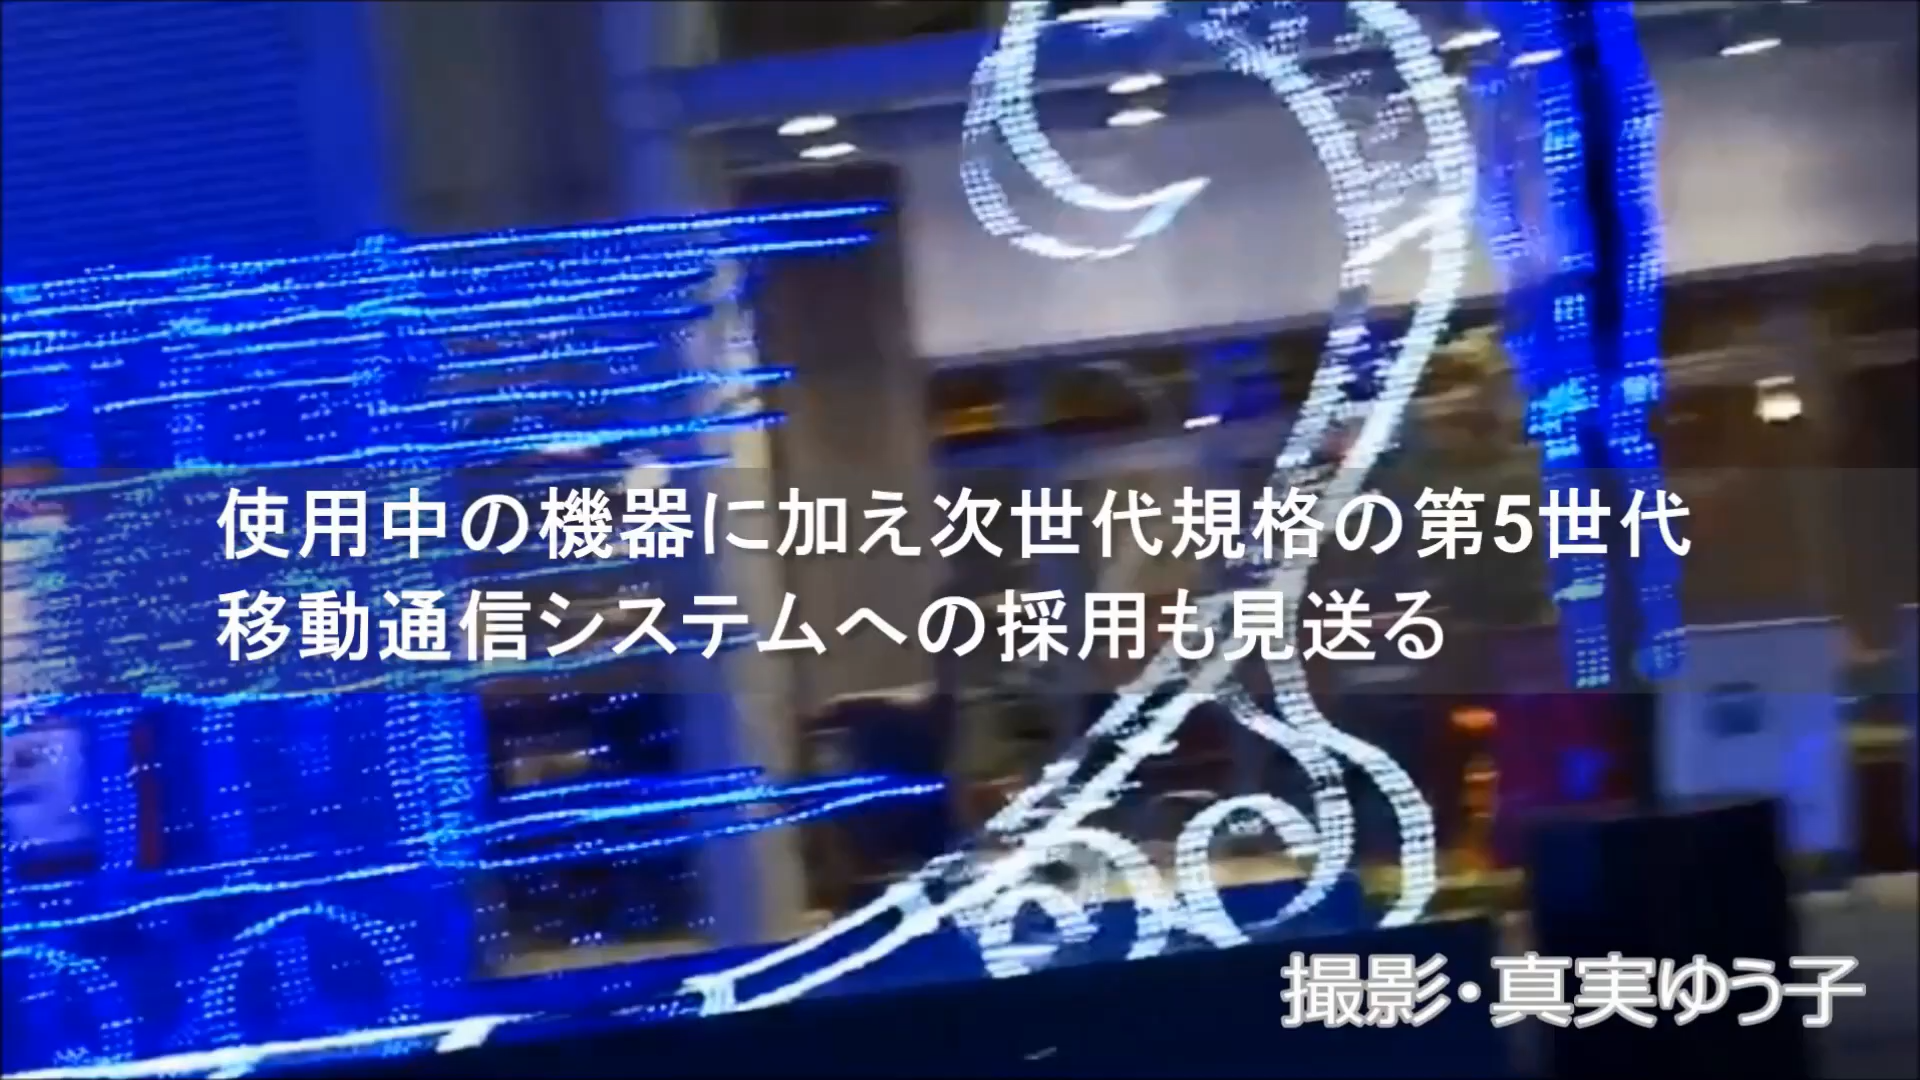 使用中の機器に加え次世代規格の第5世代
移動通信システムへの採用も見送る
撮影・真実ゆう子